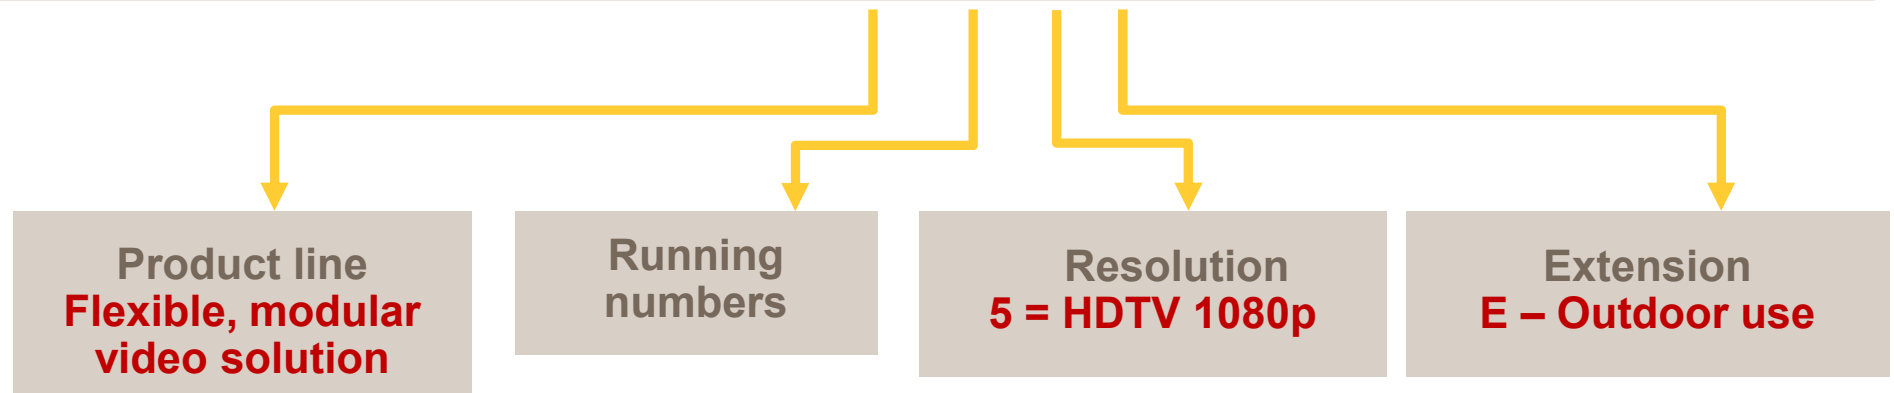 Product line
Flexible, modular
video solution
Running
numbers
Resolution
5 = HDTV 1080p
Extension
E – Outdoor use